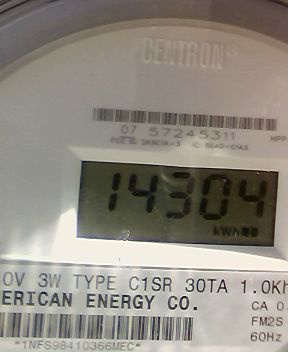 CENTRON®
07 57245311
14304
kWh
0V 3W TYPE C1SR 30TA 1.0Kh
ERICAN ENERGY CO.
CA 0.
FM2S
60Hz
*1NFS98410366MEC*